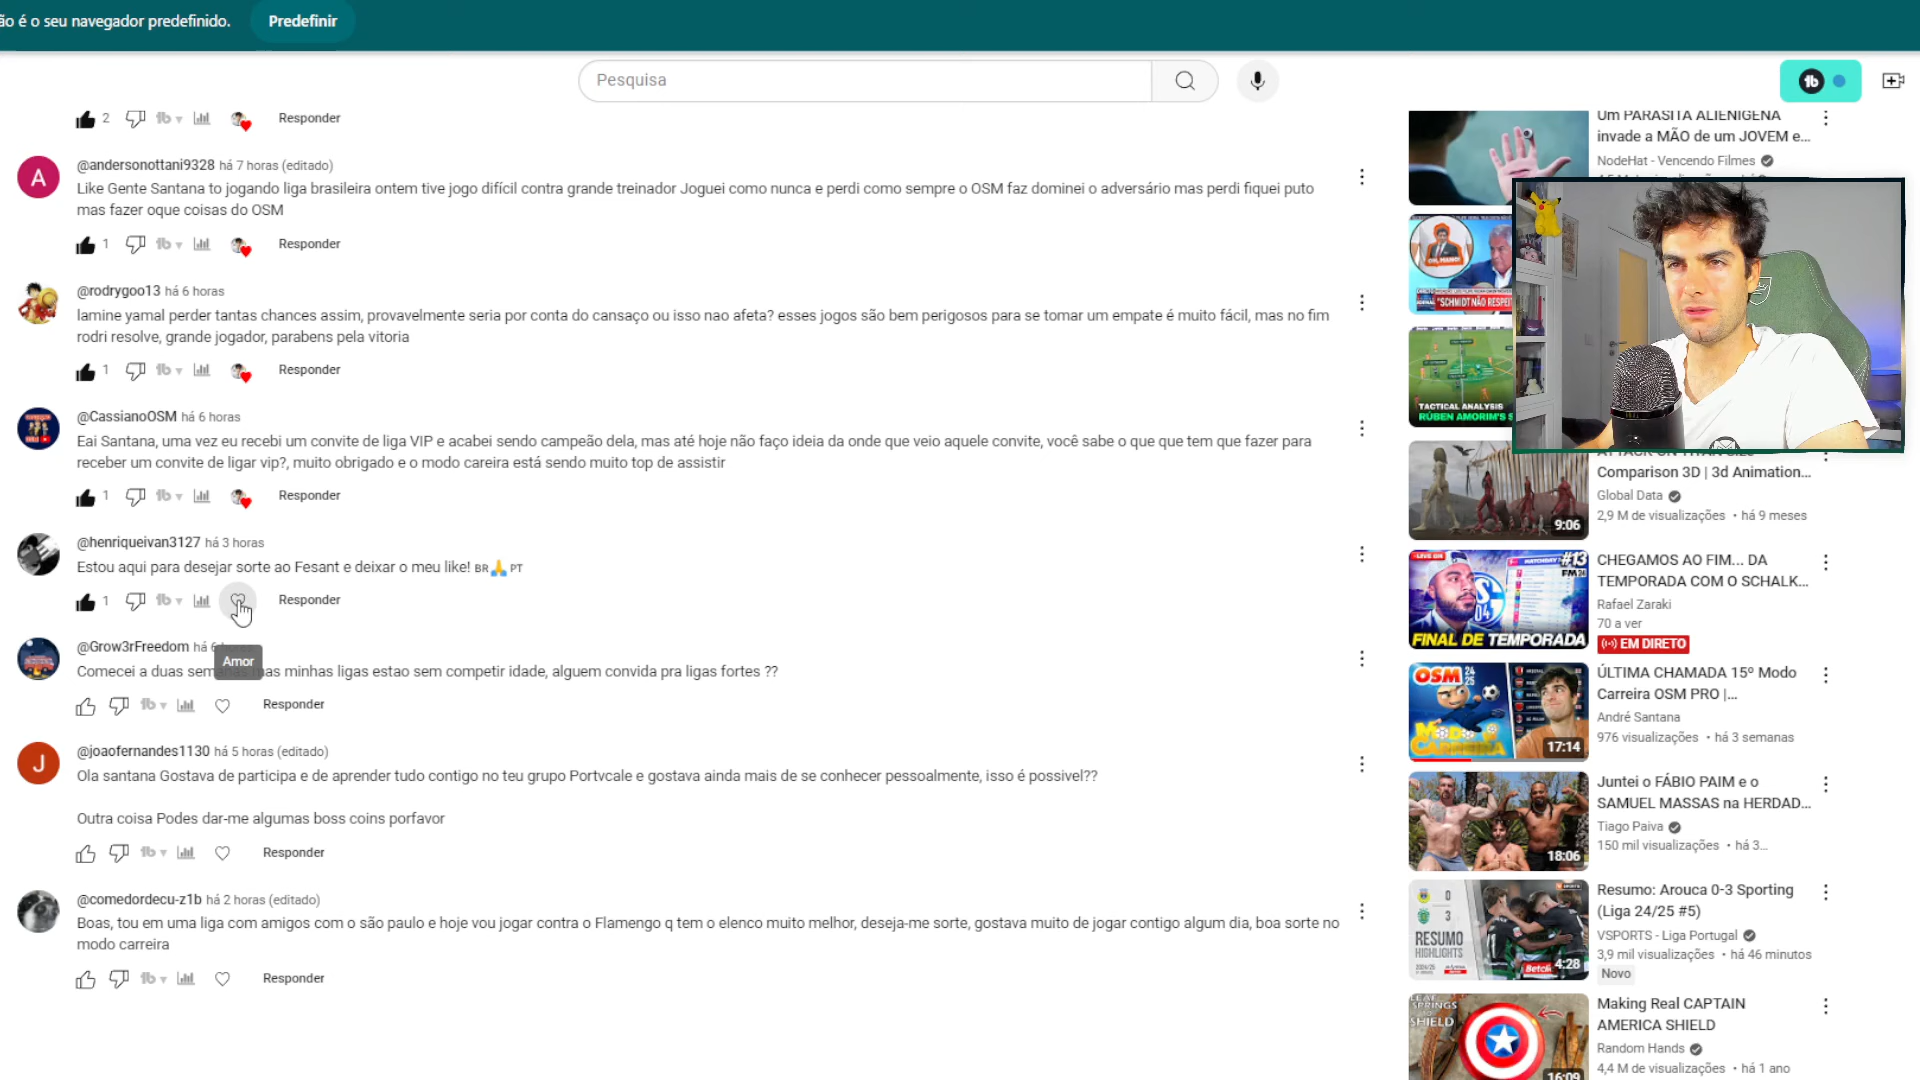 ão é o seu navegador predefinido.
Predefinir
Pesquisa
2
Responder
@andersonottani9328 há 7 horas (editado)
Like Gente Santana to jogando liga brasileira ontem tive jogo difícil contra grande treinador Joguei como nunca e perdi como sempre o OSM faz dominei o adversário mas perdi fiquei puto
mas fazer oque coisas do OSM
1
Responder
@rodrygoo13 há 6 horas
lamine yamal perder tantas chances assim, provavelmente seria por conta do cansaço ou isso nao afeta? esses jogos são bem perigosos para se tomar um empate é muito fácil, mas no fim
rodri resolve, grande jogador, parabens pela vitoria
1
Responder
@CassianoOSM há 6 horas
Eai Santana, uma vez eu recebi um convite de liga VIP e acabei sendo campeão dela, mas até hoje não faço ideia da onde que veio aquele convite, você sabe o que que tem que fazer para
receber um convite de ligar vip?, muito obrigado e o modo careira está sendo muito top de assistir
1
Responder
@henriqueivan3127 há 3 horas
Estou aqui para desejar sorte ao Fesant e deixar o meu like! BR🙏 PT
1
Responder
@Grow3rFreedom há 6
Amor
Comecei a duas mas minhas ligas estao sem competir idade, alguem convida pra ligas fortes ??
Responder
@joaofernandes1130 há 5 horas (editado)
Ola santana Gostava de participa e de aprender tudo contigo no teu grupo Portvcale e gostava ainda mais de se conhecer pessoalmente, isso é possivel??
Outra coisa Podes dar-me algumas boss coins porfavor
Responder
@comedordecu-z1b há 2 horas (editado)
Boas, tou em uma liga com amigos com o são paulo e hoje vou jogar contra o Flamengo q tem o elenco muito melhor, deseja-me sorte, gostava muito de jogar contigo algum dia, boa sorte no
modo carreira
Responder
Um PARASITA ALIENIGENA
invade a MÃO de um JOVEM e...
NodeHat - Vencendo Filmes
"SCHMIDT NÃO RESPEI
TACTICAL ANALYSIS
RÚBEN AMORIM'S S
Comparison 3D | 3d Animation...
Global Data
2,9 M de visualizações • há 9 meses
9:06
CHEGAMOS AO FIM... DA
TEMPORADA COM O SCHALK...
Rafael Zaraki
70 a ver
EM DIRETO
#13
FM24
FINAL DE TEMPORADA
ÚLTIMA CHAMADA 15º Modo
Carreira OSM PRO |...
André Santana
976 visualizações • há 3 semanas
OSM 24 25
MODO
CARREIRA
17:14
Juntei o FÁBIO PAIM e o
SAMUEL MASSAS na HERDAD...
Tiago Paiva
150 mil visualizações • há 3...
18:06
Resumo: Arouca 0-3 Sporting
(Liga 24/25 #5)
VSPORTS - Liga Portugal
3,9 mil visualizações • há 46 minutos
Novo
0
3
RESUMO
HIGHLIGHTS
Betclic
4:28
Making Real CAPTAIN
AMERICA SHIELD
Random Hands
4,4 M de visualizações • há 1 ano
LEAF
SPRINGS
TO
SHIELD
16:09